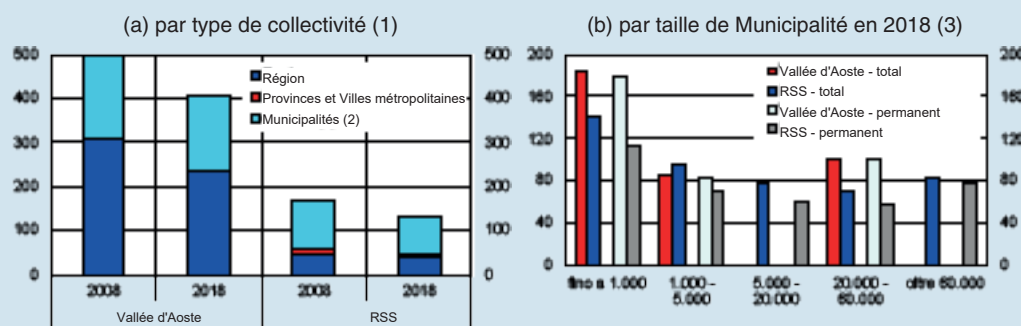 (a) par type de collectivité (1)
500 500
400 400
300 300
200 200
100 100
0 0
Région
Provinces et Villes métropolitaines
Municipalités (2)
2008 2018 2008 2018
Vallée d'Aoste RSS
(b) par taille de Municipalité en 2018 (3)
200 200
160 160
120 120
80 80
40 40
0 0
Vallée d'Aoste - total
RSS - total
Vallée d'Aoste - permanent
RSS - permanent
fino a 1.000 1.000 - 5.000 5.000 - 20.000 20.000 - 60.000 oltre 60.000